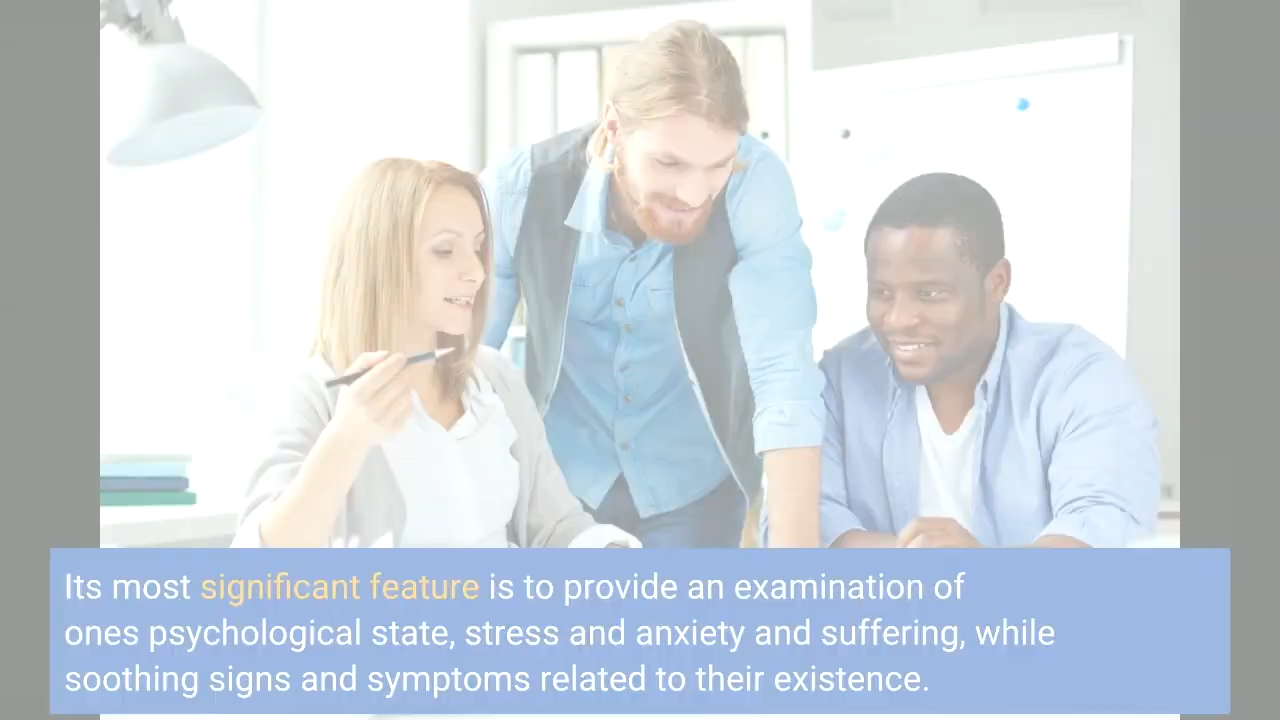 Its most significant feature is to provide an examination of
ones psychological state, stress and anxiety and suffering, while
soothing signs and symptoms related to their existence.